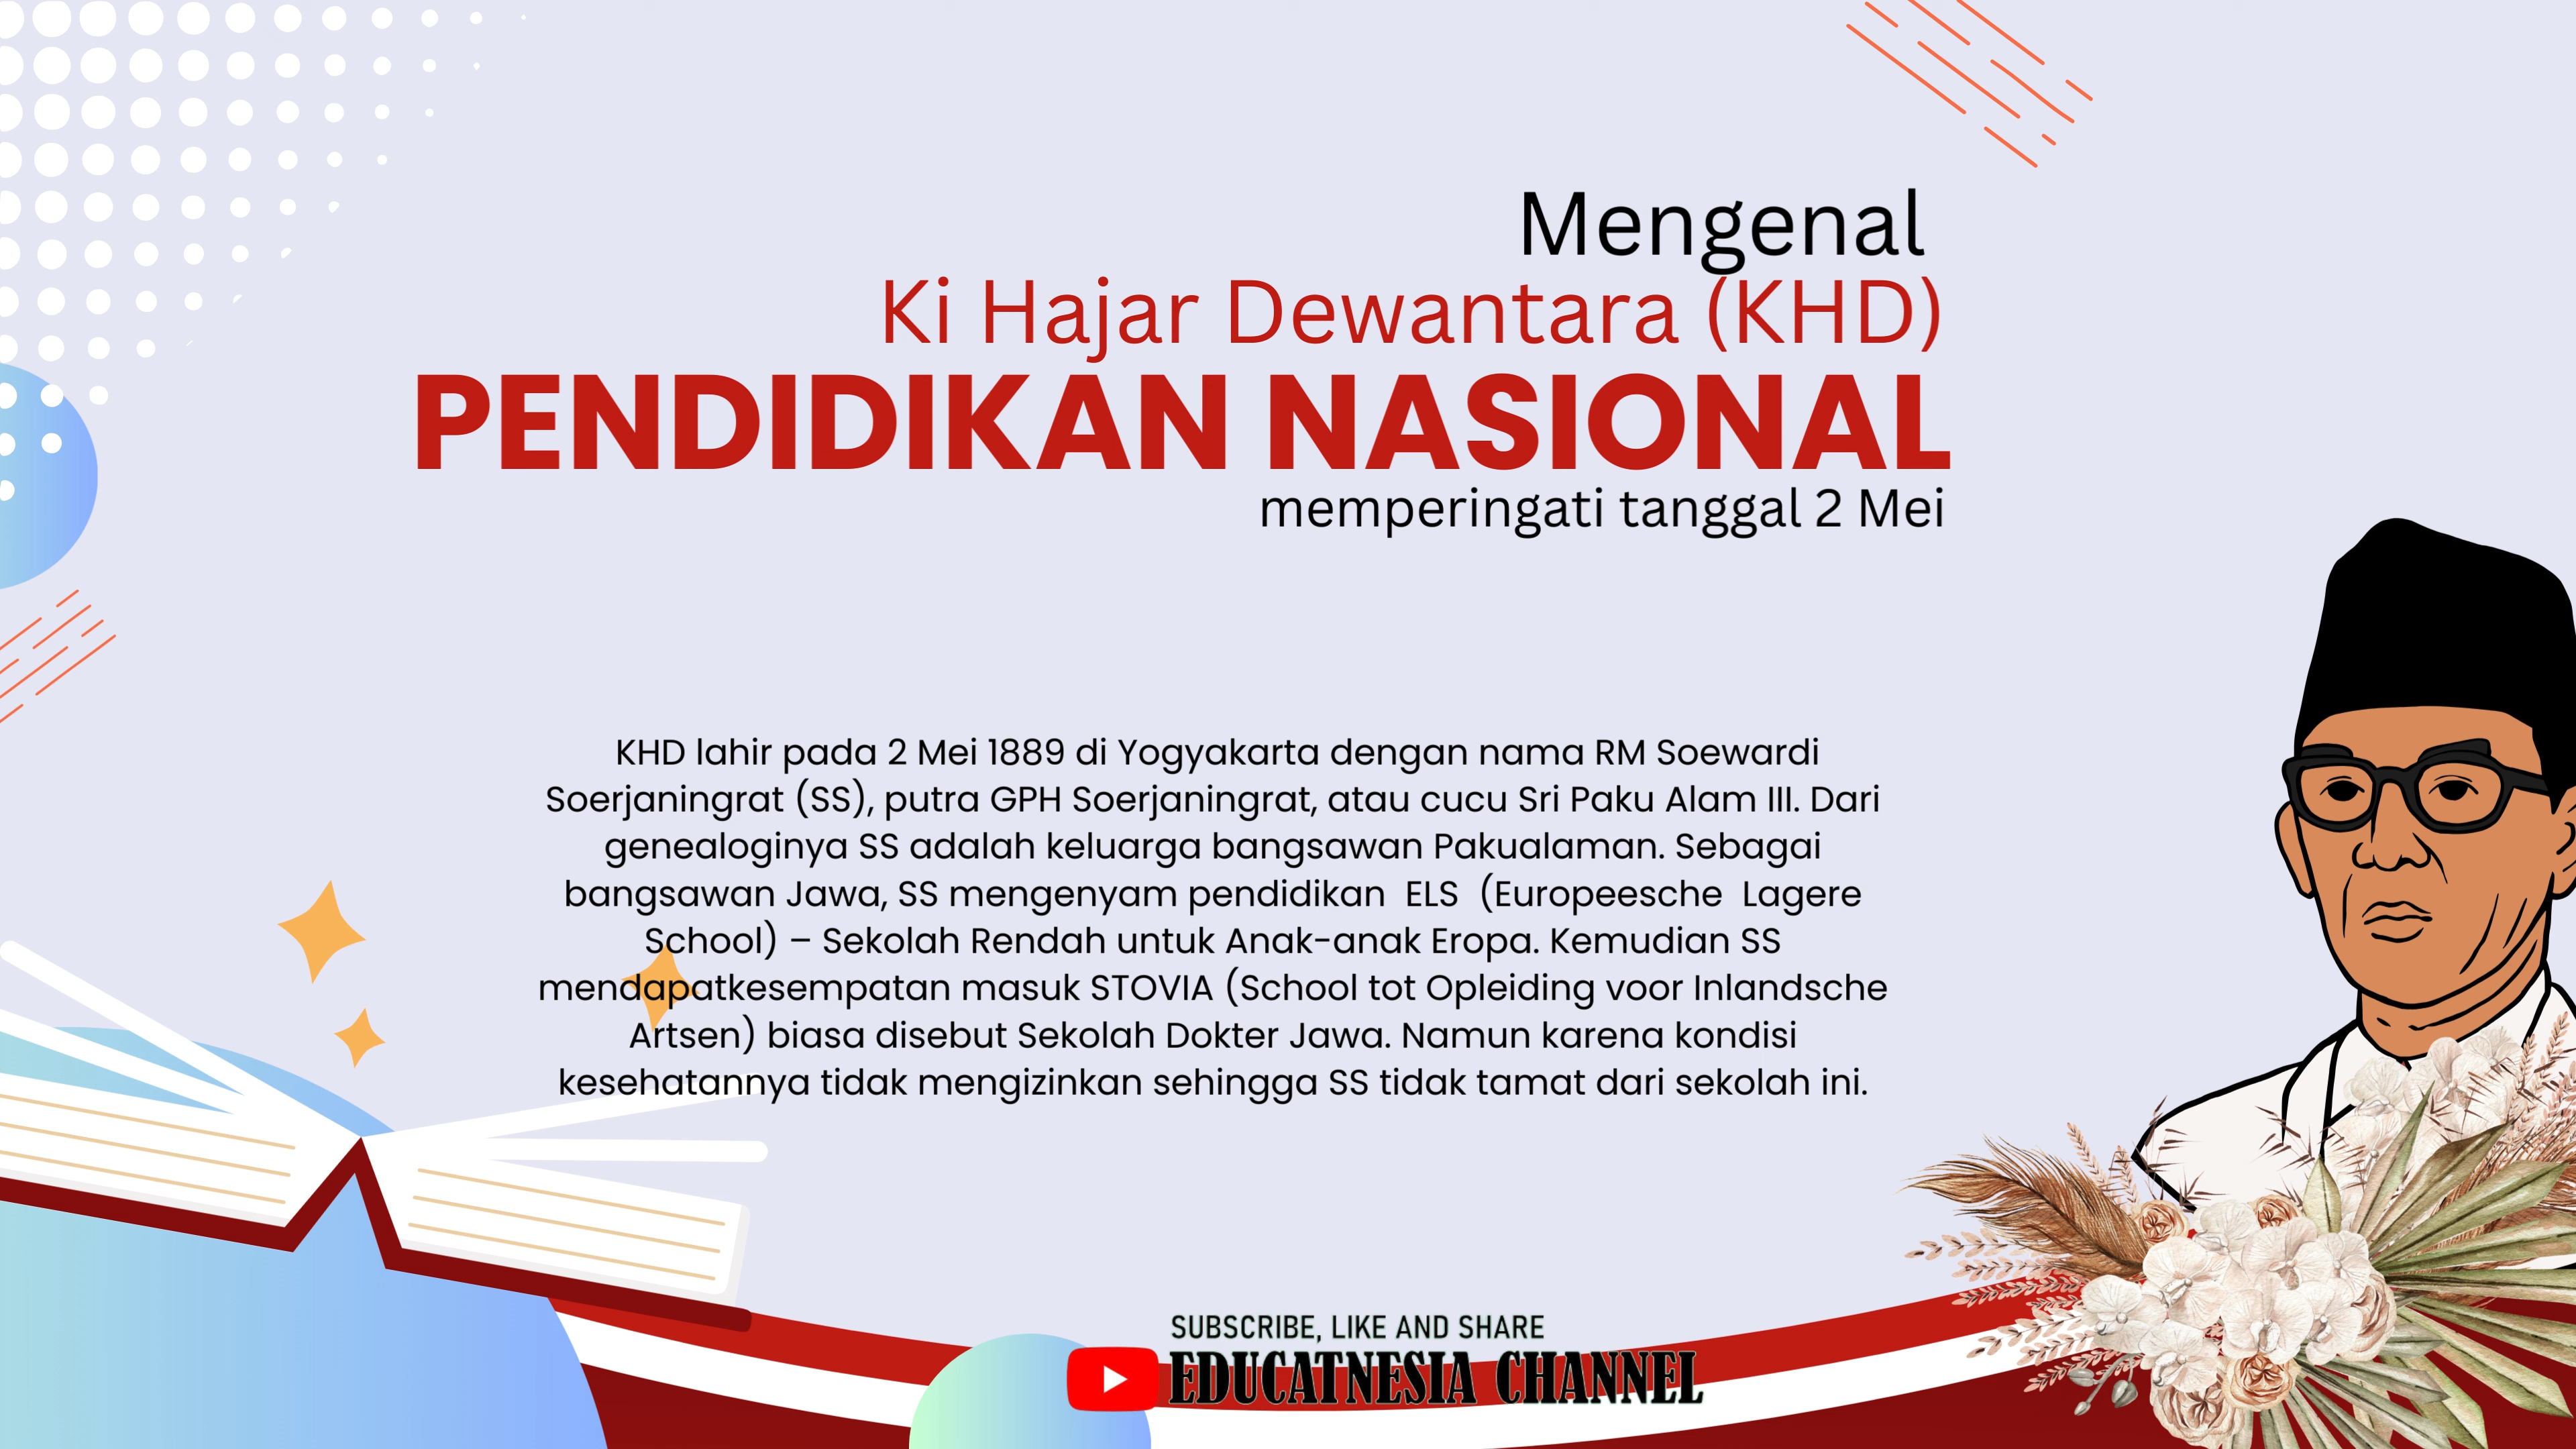 Mengenal
Ki Hajar Dewantara (KHD)
PENDIDIKAN NASIONAL
memperingati tanggal 2 Mei
KHD lahir pada 2 Mei 1889 di Yogyakarta dengan nama RM Soewardi
Soerjaningrat (SS), putra GPH Soerjaningrat, atau cucu Sri Paku Alam III. Dari
genealoginya SS adalah keluarga bangsawan Pakualaman. Sebagai
bangsawan Jawa, SS mengenyam pendidikan ELS (Europeesche Lagere
School) – Sekolah Rendah untuk Anak-anak Eropa. Kemudian SS
mendapatkesempatan masuk STOVIA (School tot Opleiding voor Inlandsche
Artsen) biasa disebut Sekolah Dokter Jawa. Namun karena kondisi
kesehatannya tidak mengizinkan sehingga SS tidak tamat dari sekolah ini.
SUBSCRIBE, LIKE AND SHARE
EDUCATNESIA CHANNEL